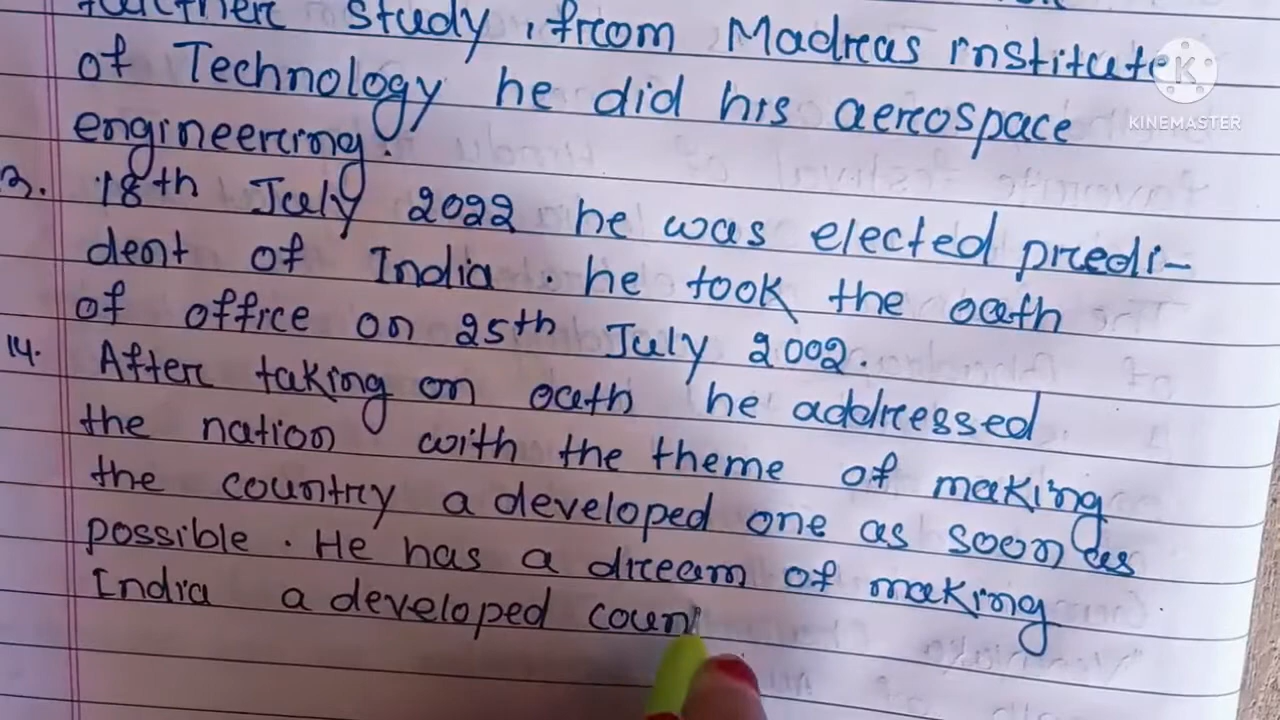 further study, from Madras institute
of Technology he did his aerospace
engineering.
3. 18th July 2022 he was elected predi-
dent of India. he took the oath
of office on 25th July 2002.
14. After taking on oath he addressed
the nation with the theme of making
the country a developed one as soon as
possible. He has a dream of making
India a developed coun
KINEMASTER